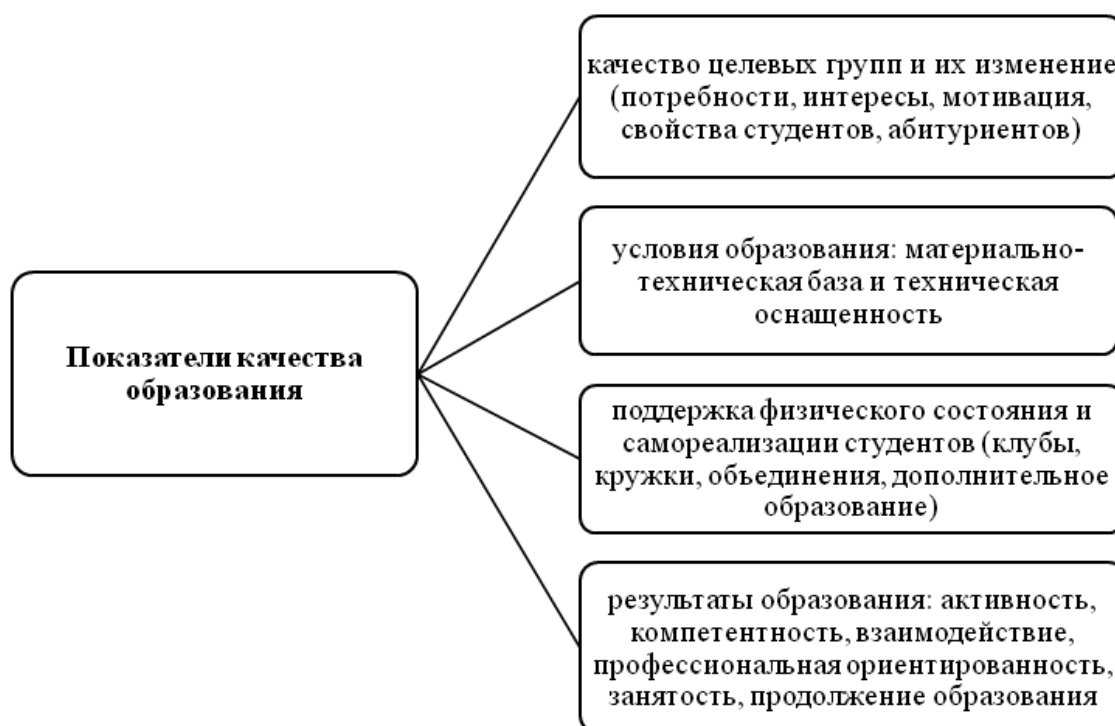 Показатели качества
образования
качество целевых групп и их изменение
(потребности, интересы, мотивация,
свойства студентов, абитуриентов)
условия образования: материально-
техническая база и техническая
оснащенность
поддержка физического состояния и
самореализации студентов (клубы,
кружки, объединения, дополнительное
образование)
результаты образования: активность,
компетентность, взаимодействие,
профессиональная ориентированность,
занятость, продолжение образования